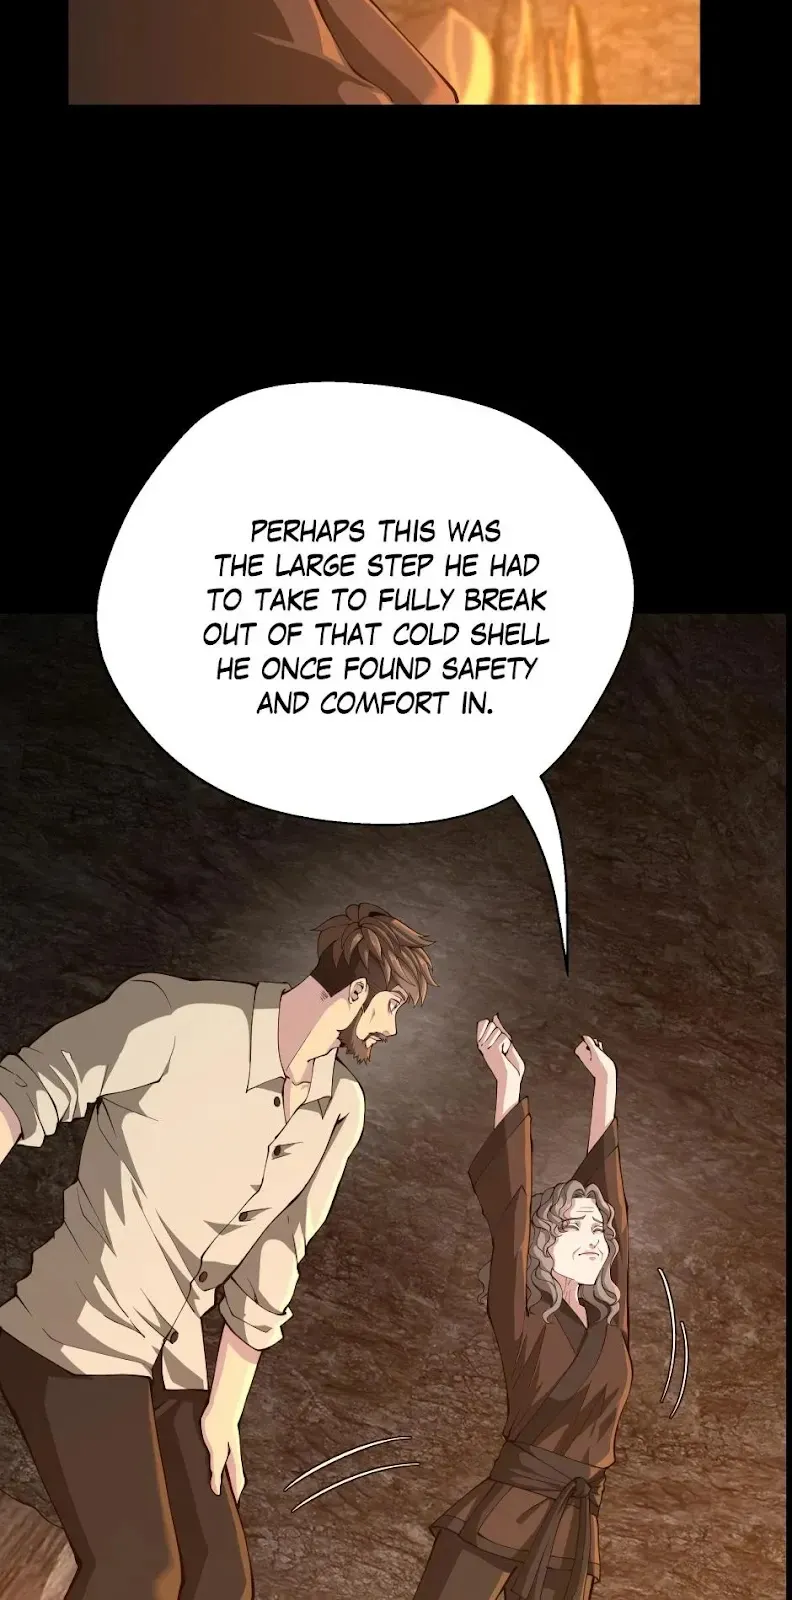 PERHAPS THIS WAS
THE LARGE STEP HE HAD
TO TAKE TO FULLY BREAK
OUT OF THAT COLD SHELL
HE ONCE FOUND SAFETY
AND COMFORT IN.